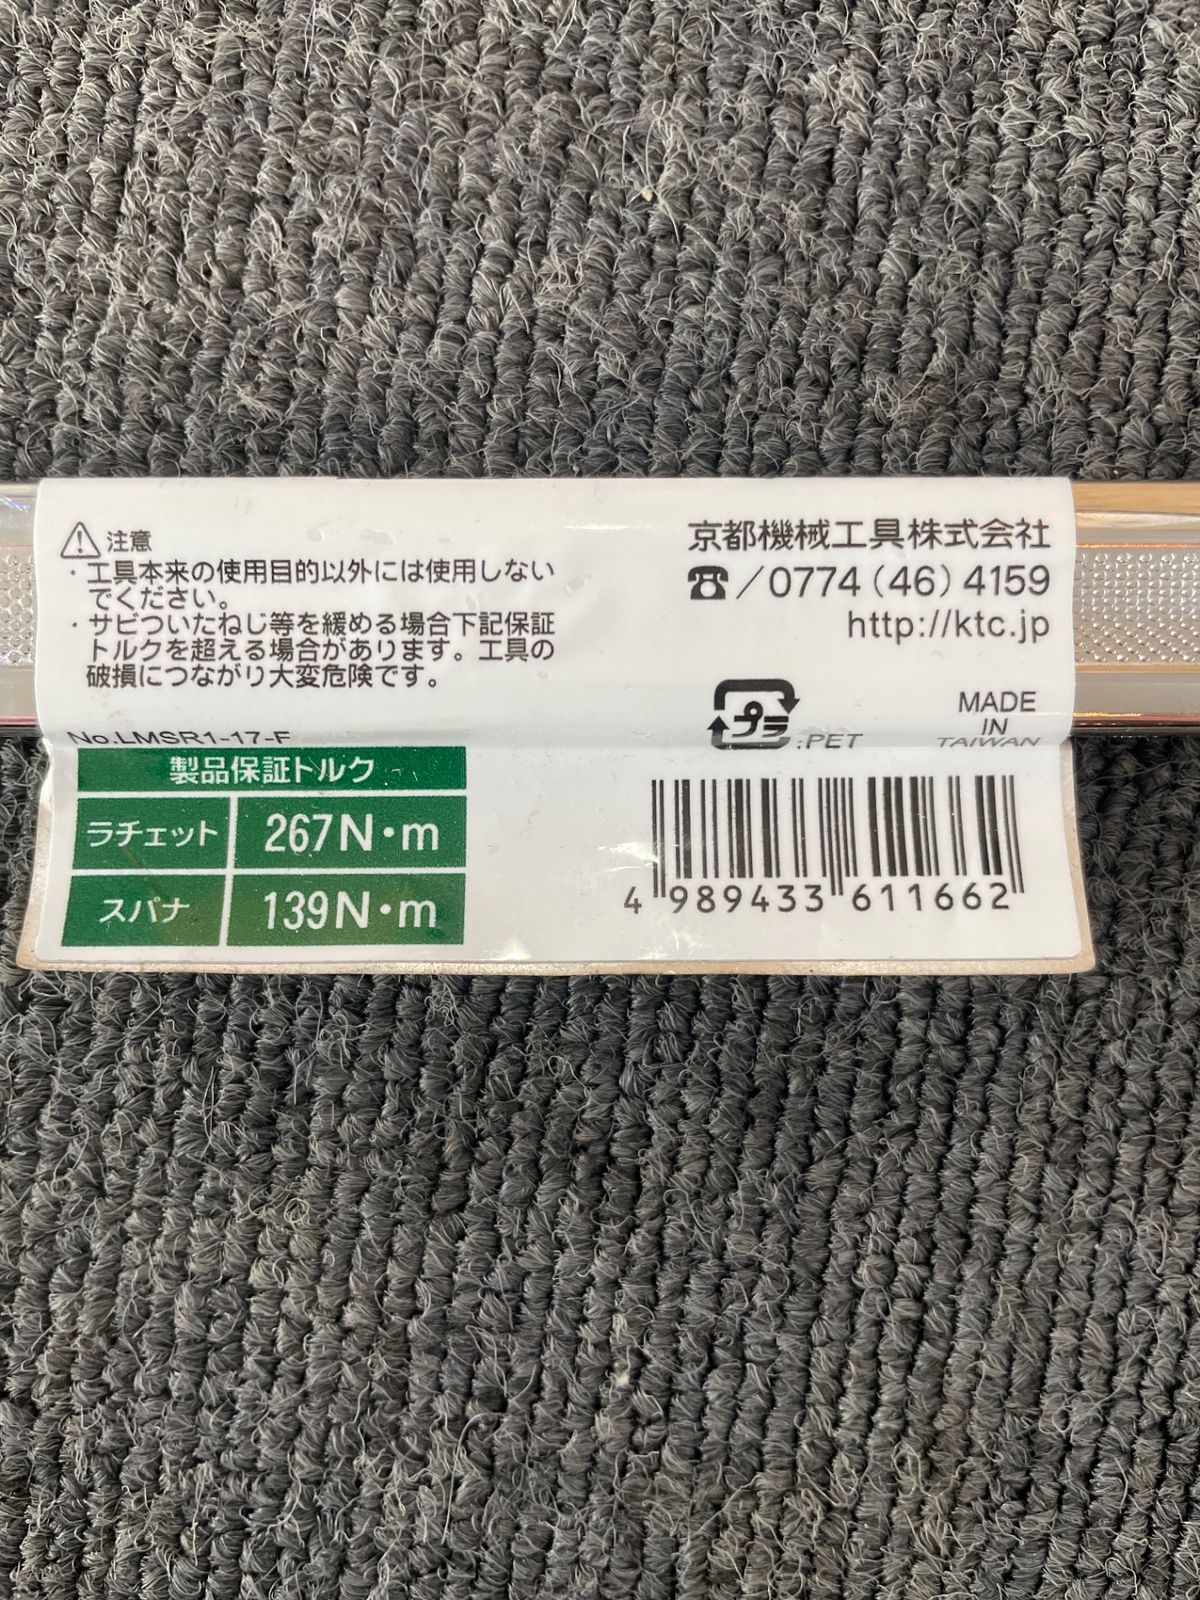 注意
・工具本来の使用目的以外には使用しない
でください。
・サビついたねじ等を緩める場合下記保証
トルクを超える場合があります。工具の
破損につながり大変危険です。
No.LMSR1-17-F
製品保証トルク
ラチェット 267N・m
スパナ 139N・m
京都機械工具株式会社
☎/0774(46)4159
http://ktc.jp
プラ :PET
MADE
IN
TAIWAN
4 989433 611662